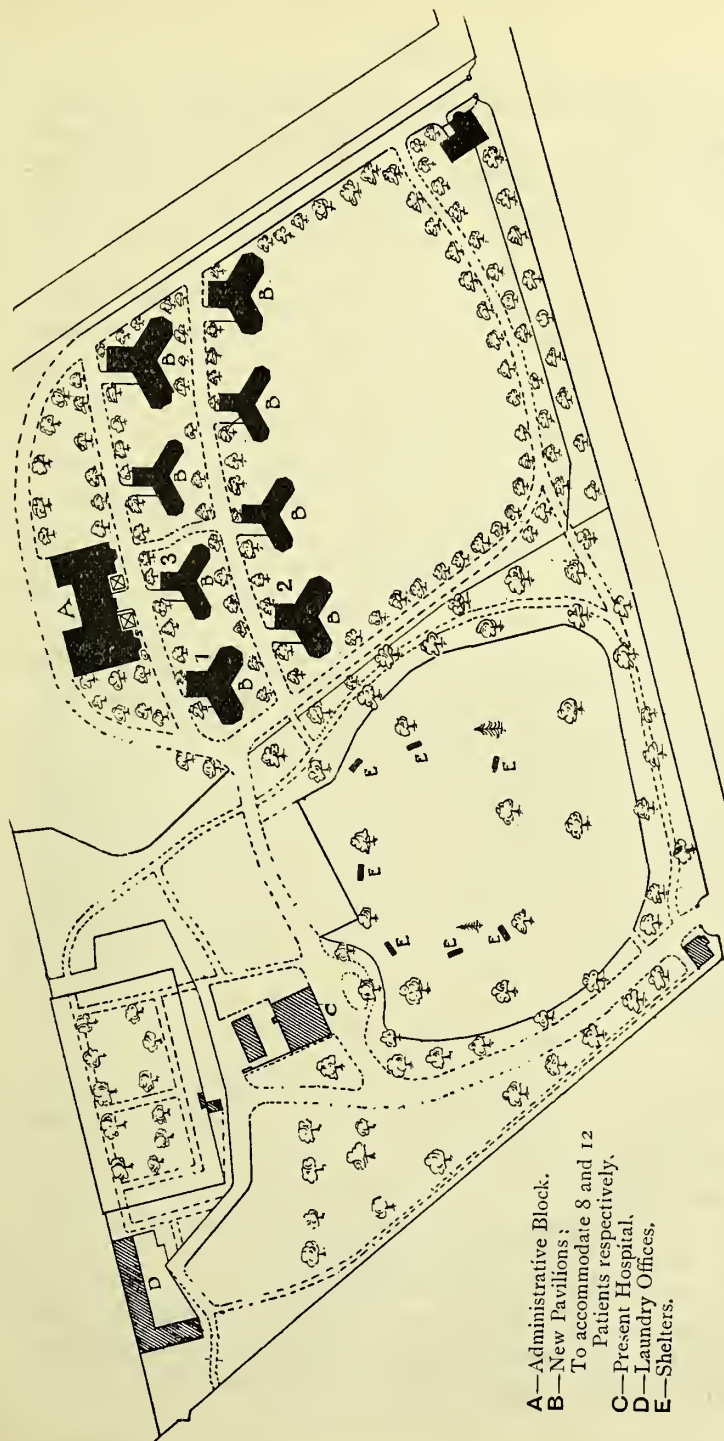 A
B
B
B
B
B
3
B
1
B
2
B
E
E
E
E
E
E
E
C
D
A—Administrative Block.
B—New Pavilions ;
To accommodate 8 and 12
Patients respectively.
C—Present Hospital.
D—Laundry Offices.
E—Shelters.